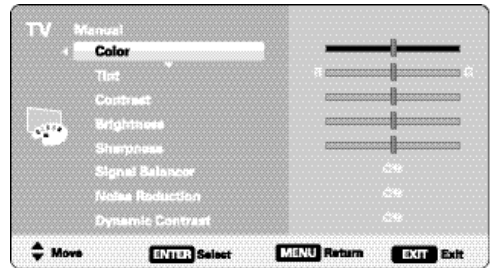 TV Manual
Color
Tint
R G
Contrast
Brightness
Sharpness
Signal Balancer
Noise Reduction
Dynamic Contrast
Move ENTER Select MENU Return EXIT Exit